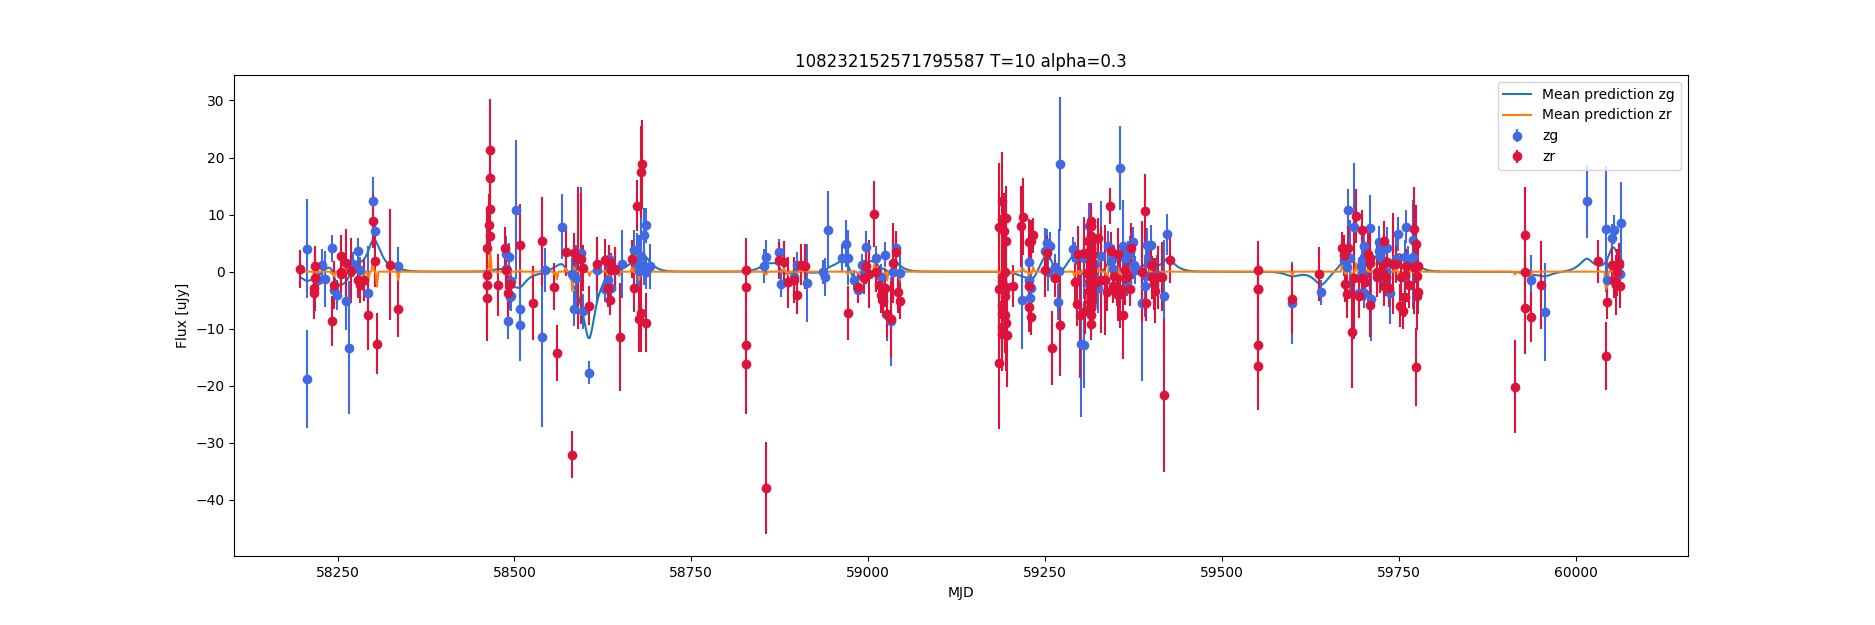 108232152571795587 T=10 alpha=0.3
Mean prediction zg
Mean prediction zr
zg
zr
Flux [uJy]
30
20
10
0
−10
−20
−30
−40
58250
58500
58750
59000
59250
59500
59750
60000
MJD